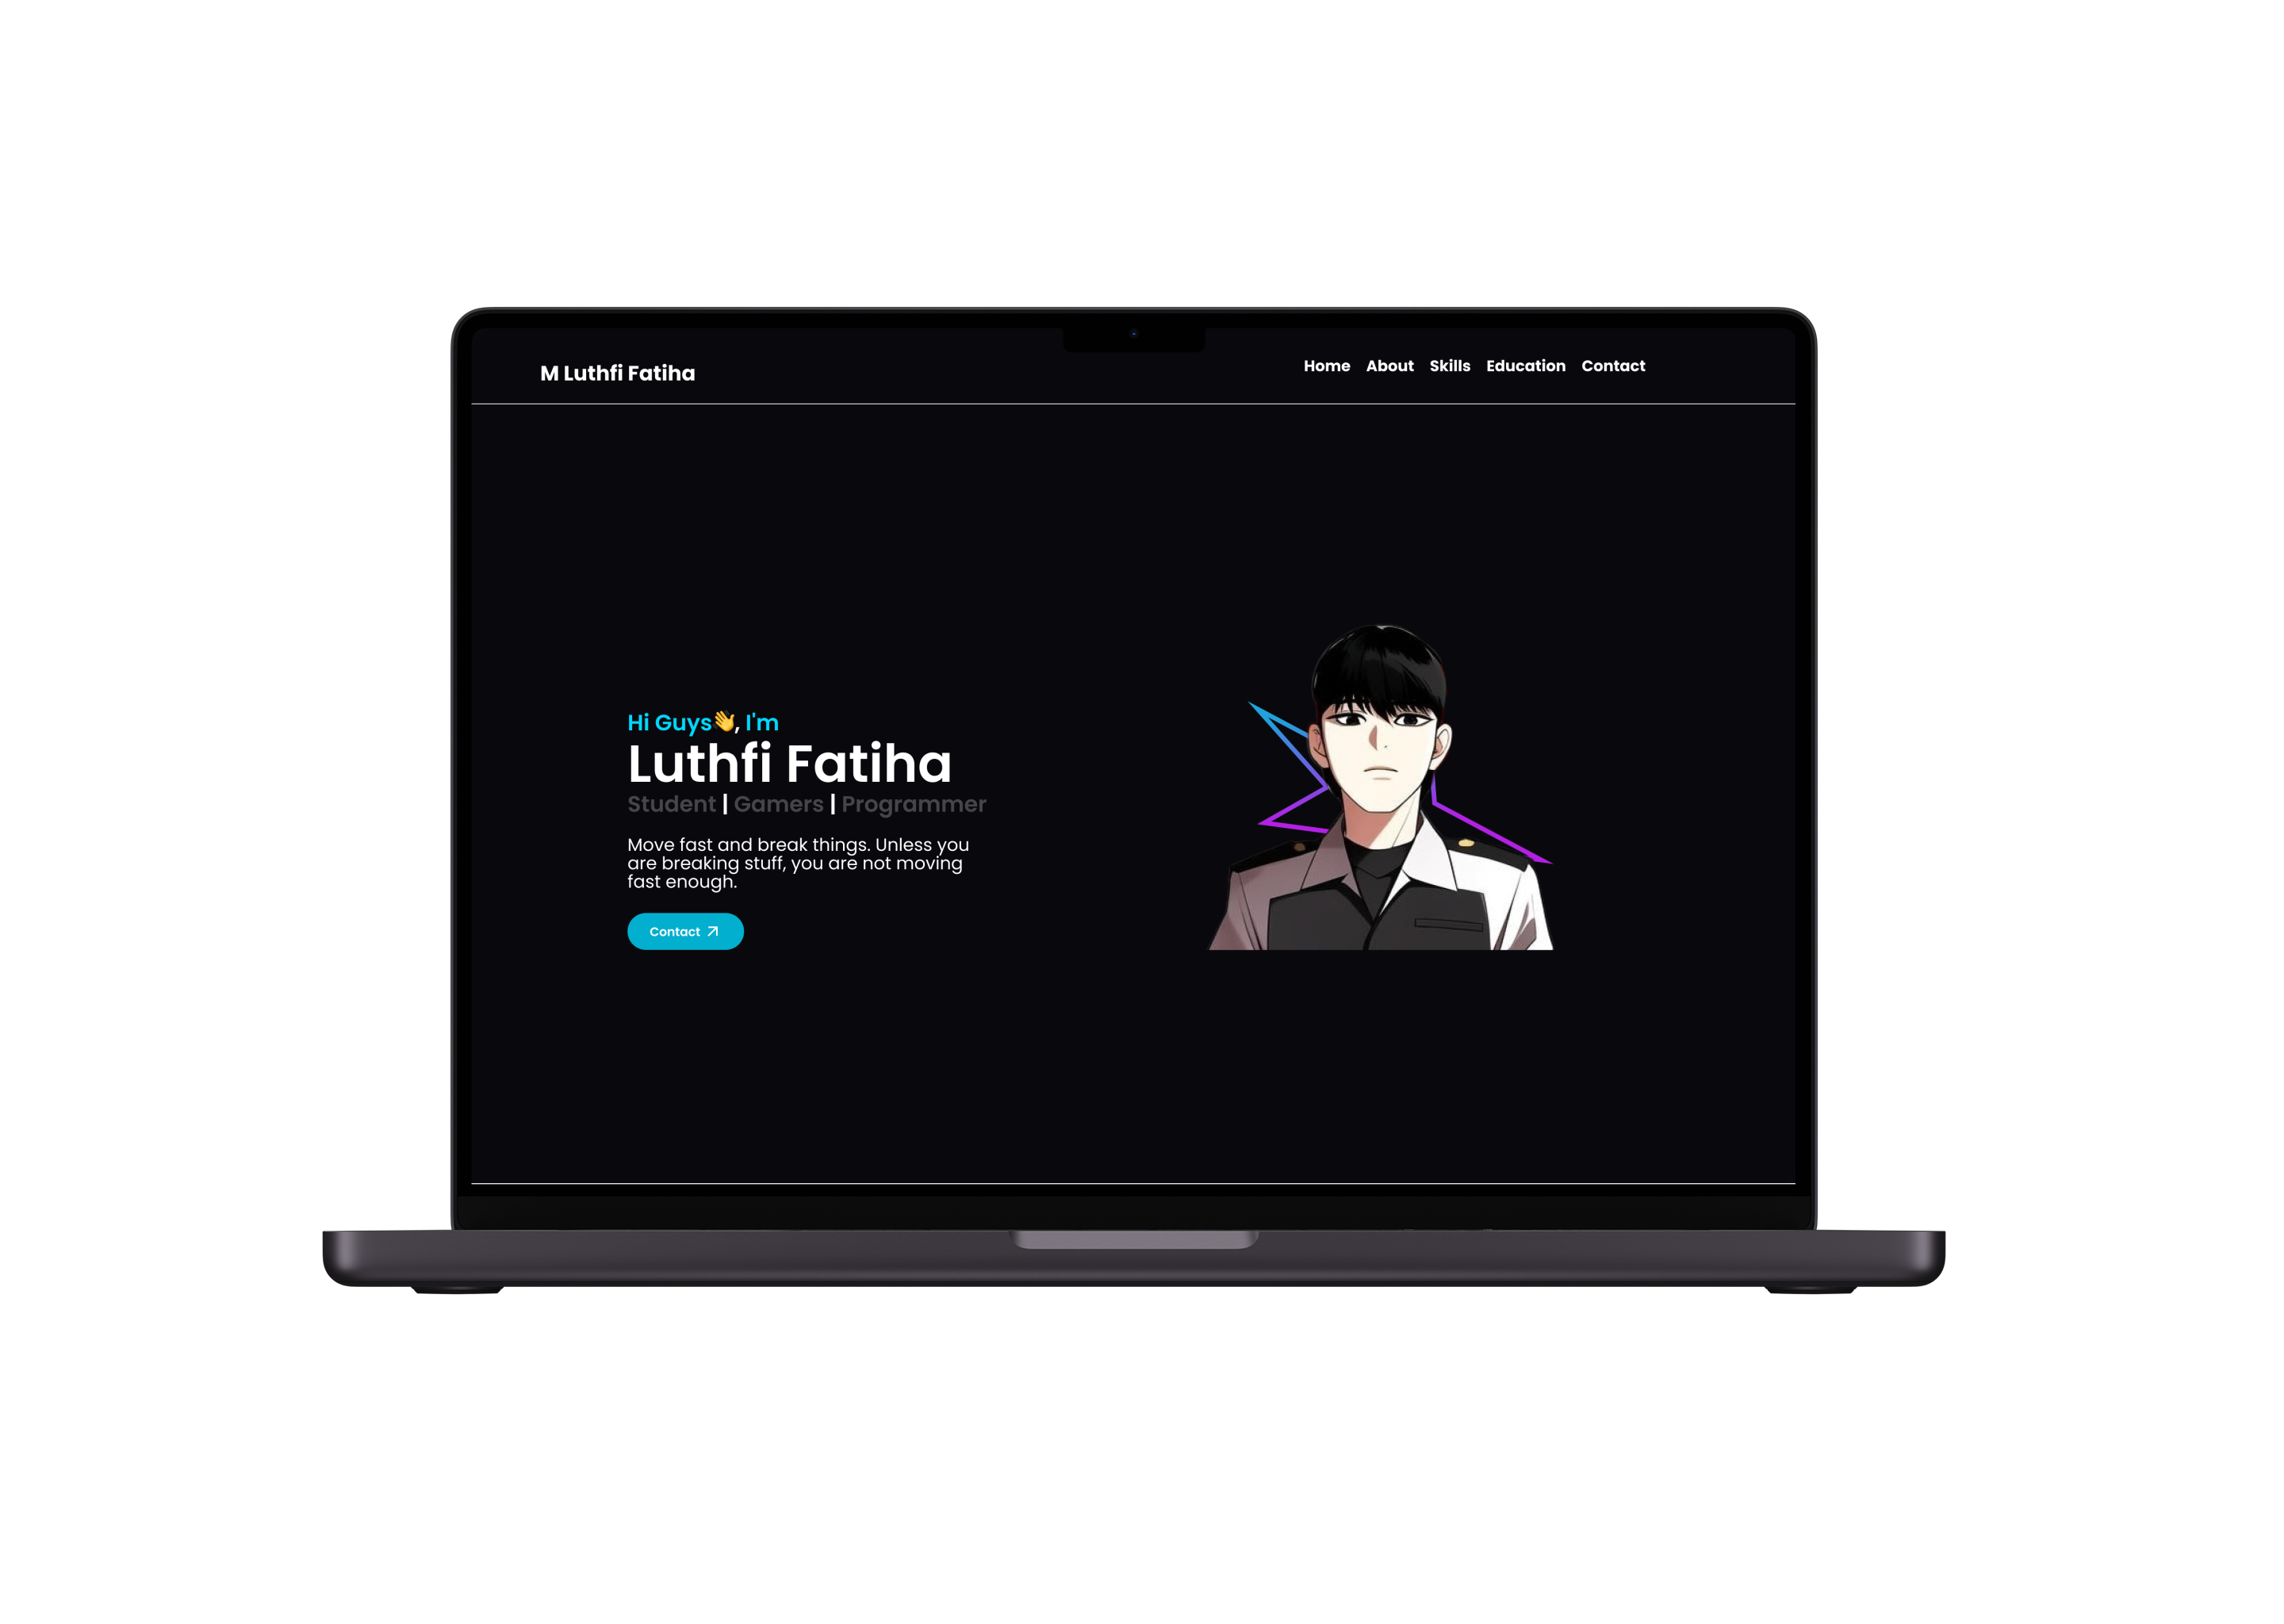 M Luthfi Fatiha
Home About Skills Education Contact
Hi Guys👋, I'm
Luthfi Fatiha
Student | Gamers | Programmer
Move fast and break things. Unless you
are breaking stuff, you are not moving
fast enough.
Contact